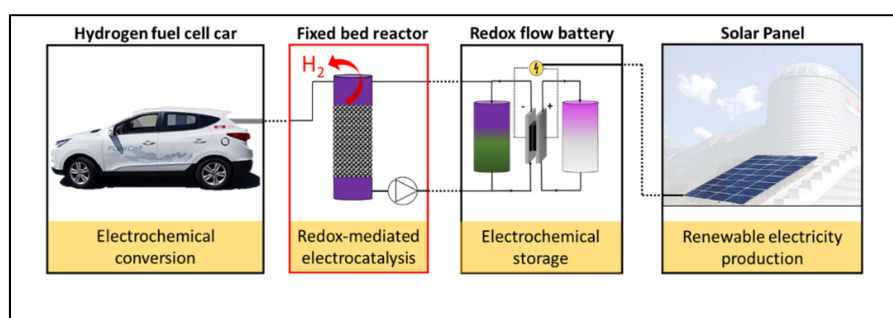 Hydrogen fuel cell car
Fixed bed reactor
Redox flow battery
Solar Panel
H2
-
+
FuelCell
Electrochemical
conversion
Redox-mediated
electrocatalysis
Electrochemical
storage
Renewable electricity
production